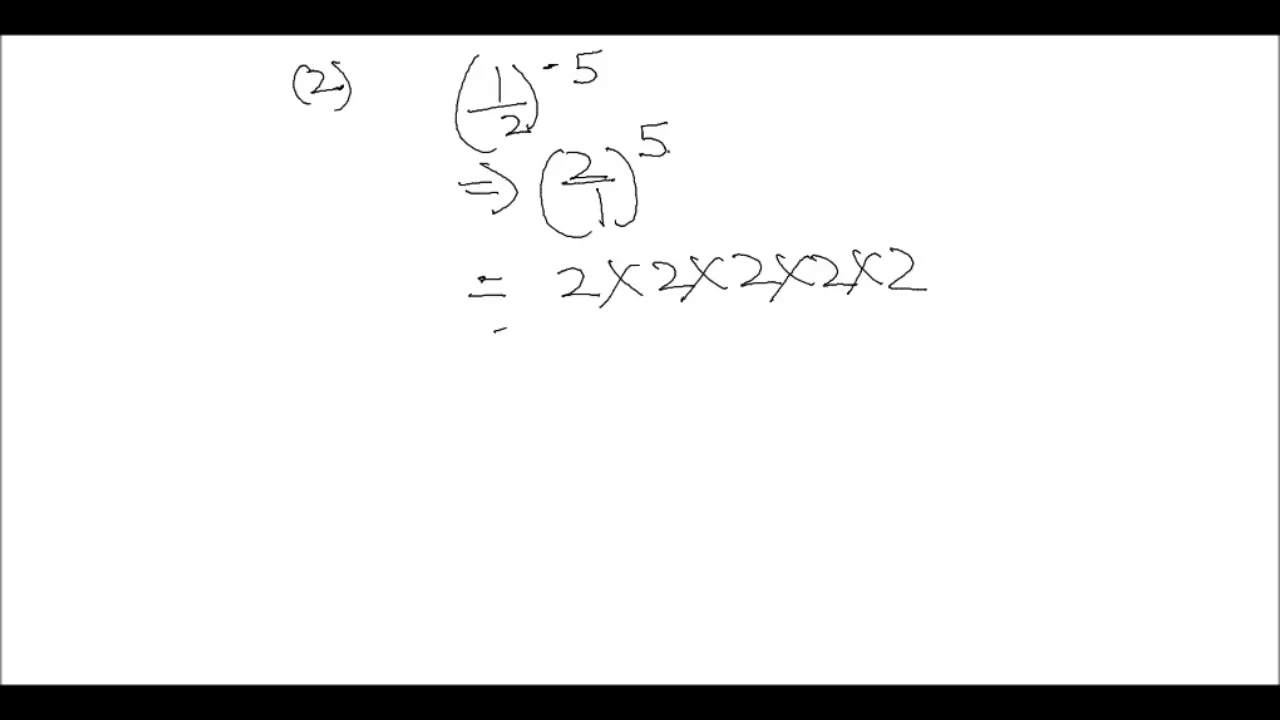 (2) (1/2)^-5
=> (2/1)^5
= 2×2×2×2×2
-